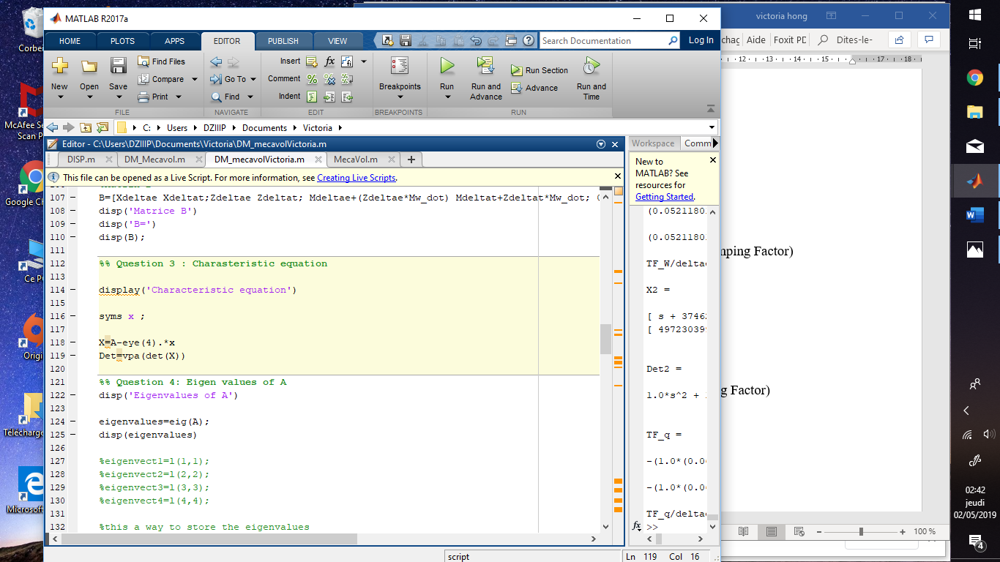 Corbei
McAfee Se
Scan P
Google Ch
Ce PC
Origi
Télécharge
Microsoft
MATLAB R2017a
victoria hong
HOME PLOTS APPS EDITOR PUBLISH VIEW
Search Documentation
Log In
Aide Foxit PD Dites-le-
New Open Save
Find Files
Compare
Print
Go To
Find
Insert
Comment
Indent
Breakpoints
Run
Run and
Advance
Run Section
Advance
Run and
Time
FILE NAVIGATE EDIT BREAKPOINTS RUN
12 13 14 15 17 18
C: Users DZIIIP Documents Victoria
Editor - C:\Users\DZIIIP\Documents\Victoria\DM_mecavolVictoria.m
DISP.m DM_Mecavol.m DM_mecavolVictoria.m MecaVol.m +
This file can be opened as a Live Script. For more information, see Creating Live Scripts.
107 B=[Xdeltae Xdeltat;Zdeltae Zdeltat; Mdeltae+(Zdeltae*Mw_dot) Mdeltat+Zdeltat*Mw_dot; 0
108 disp('Matrice B')
109 disp('B=')
110 disp(B);
111
112 %% Question 3 : Charasteristic equation
113
114 display('Characteristic equation')
115
116 syms x ;
117
118 X=A-eye(4).*x
119 Det=vpa(det(X))
120
121 %% Question 4: Eigen values of A
122 disp('Eigenvalues of A')
123
124 eigenvalues=eig(A);
125 disp(eigenvalues)
126
127 %eigenvect1=l(1,1);
128 %eigenvect2=l(2,2);
129 %eigenvect3=l(3,3);
130 %eigenvect4=l(4,4);
131
132 %this a way to store the eigenvalues
Workspace Comm
New to
MATLAB? See
resources for
Getting Started.
(0.0521180
(0.0521180
TF_W/deltae
X2 =
[ s + 3746
[ 497230399
Det2 =
1.0*s^2 +
TF_q =
-(1.0*(0.0
-(1.0*(0.0
TF_q/deltae
fx >>
mping Factor)
g Factor)
100 %
script
Ln 119 Col 16
02:42
jeudi
02/05/2019
4